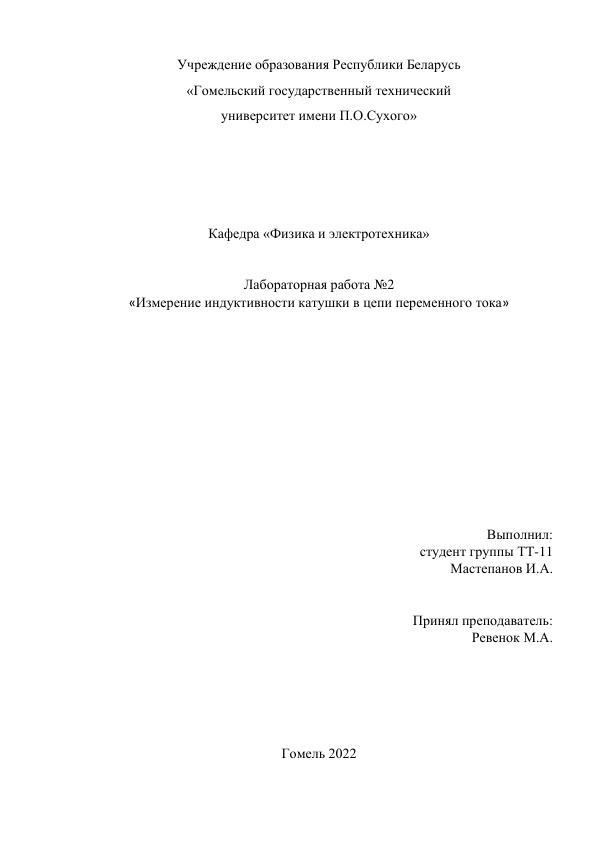 Учреждение образования Республики Беларусь
«Гомельский государственный технический
университет имени П.О.Сухого»
Кафедра «Физика и электротехника»
Лабораторная работа №2
«Измерение индуктивности катушки в цепи переменного тока»
Выполнил:
студент группы ТТ-11
Мастепанов И.А.
Принял преподаватель:
Ревенок М.А.
Гомель 2022